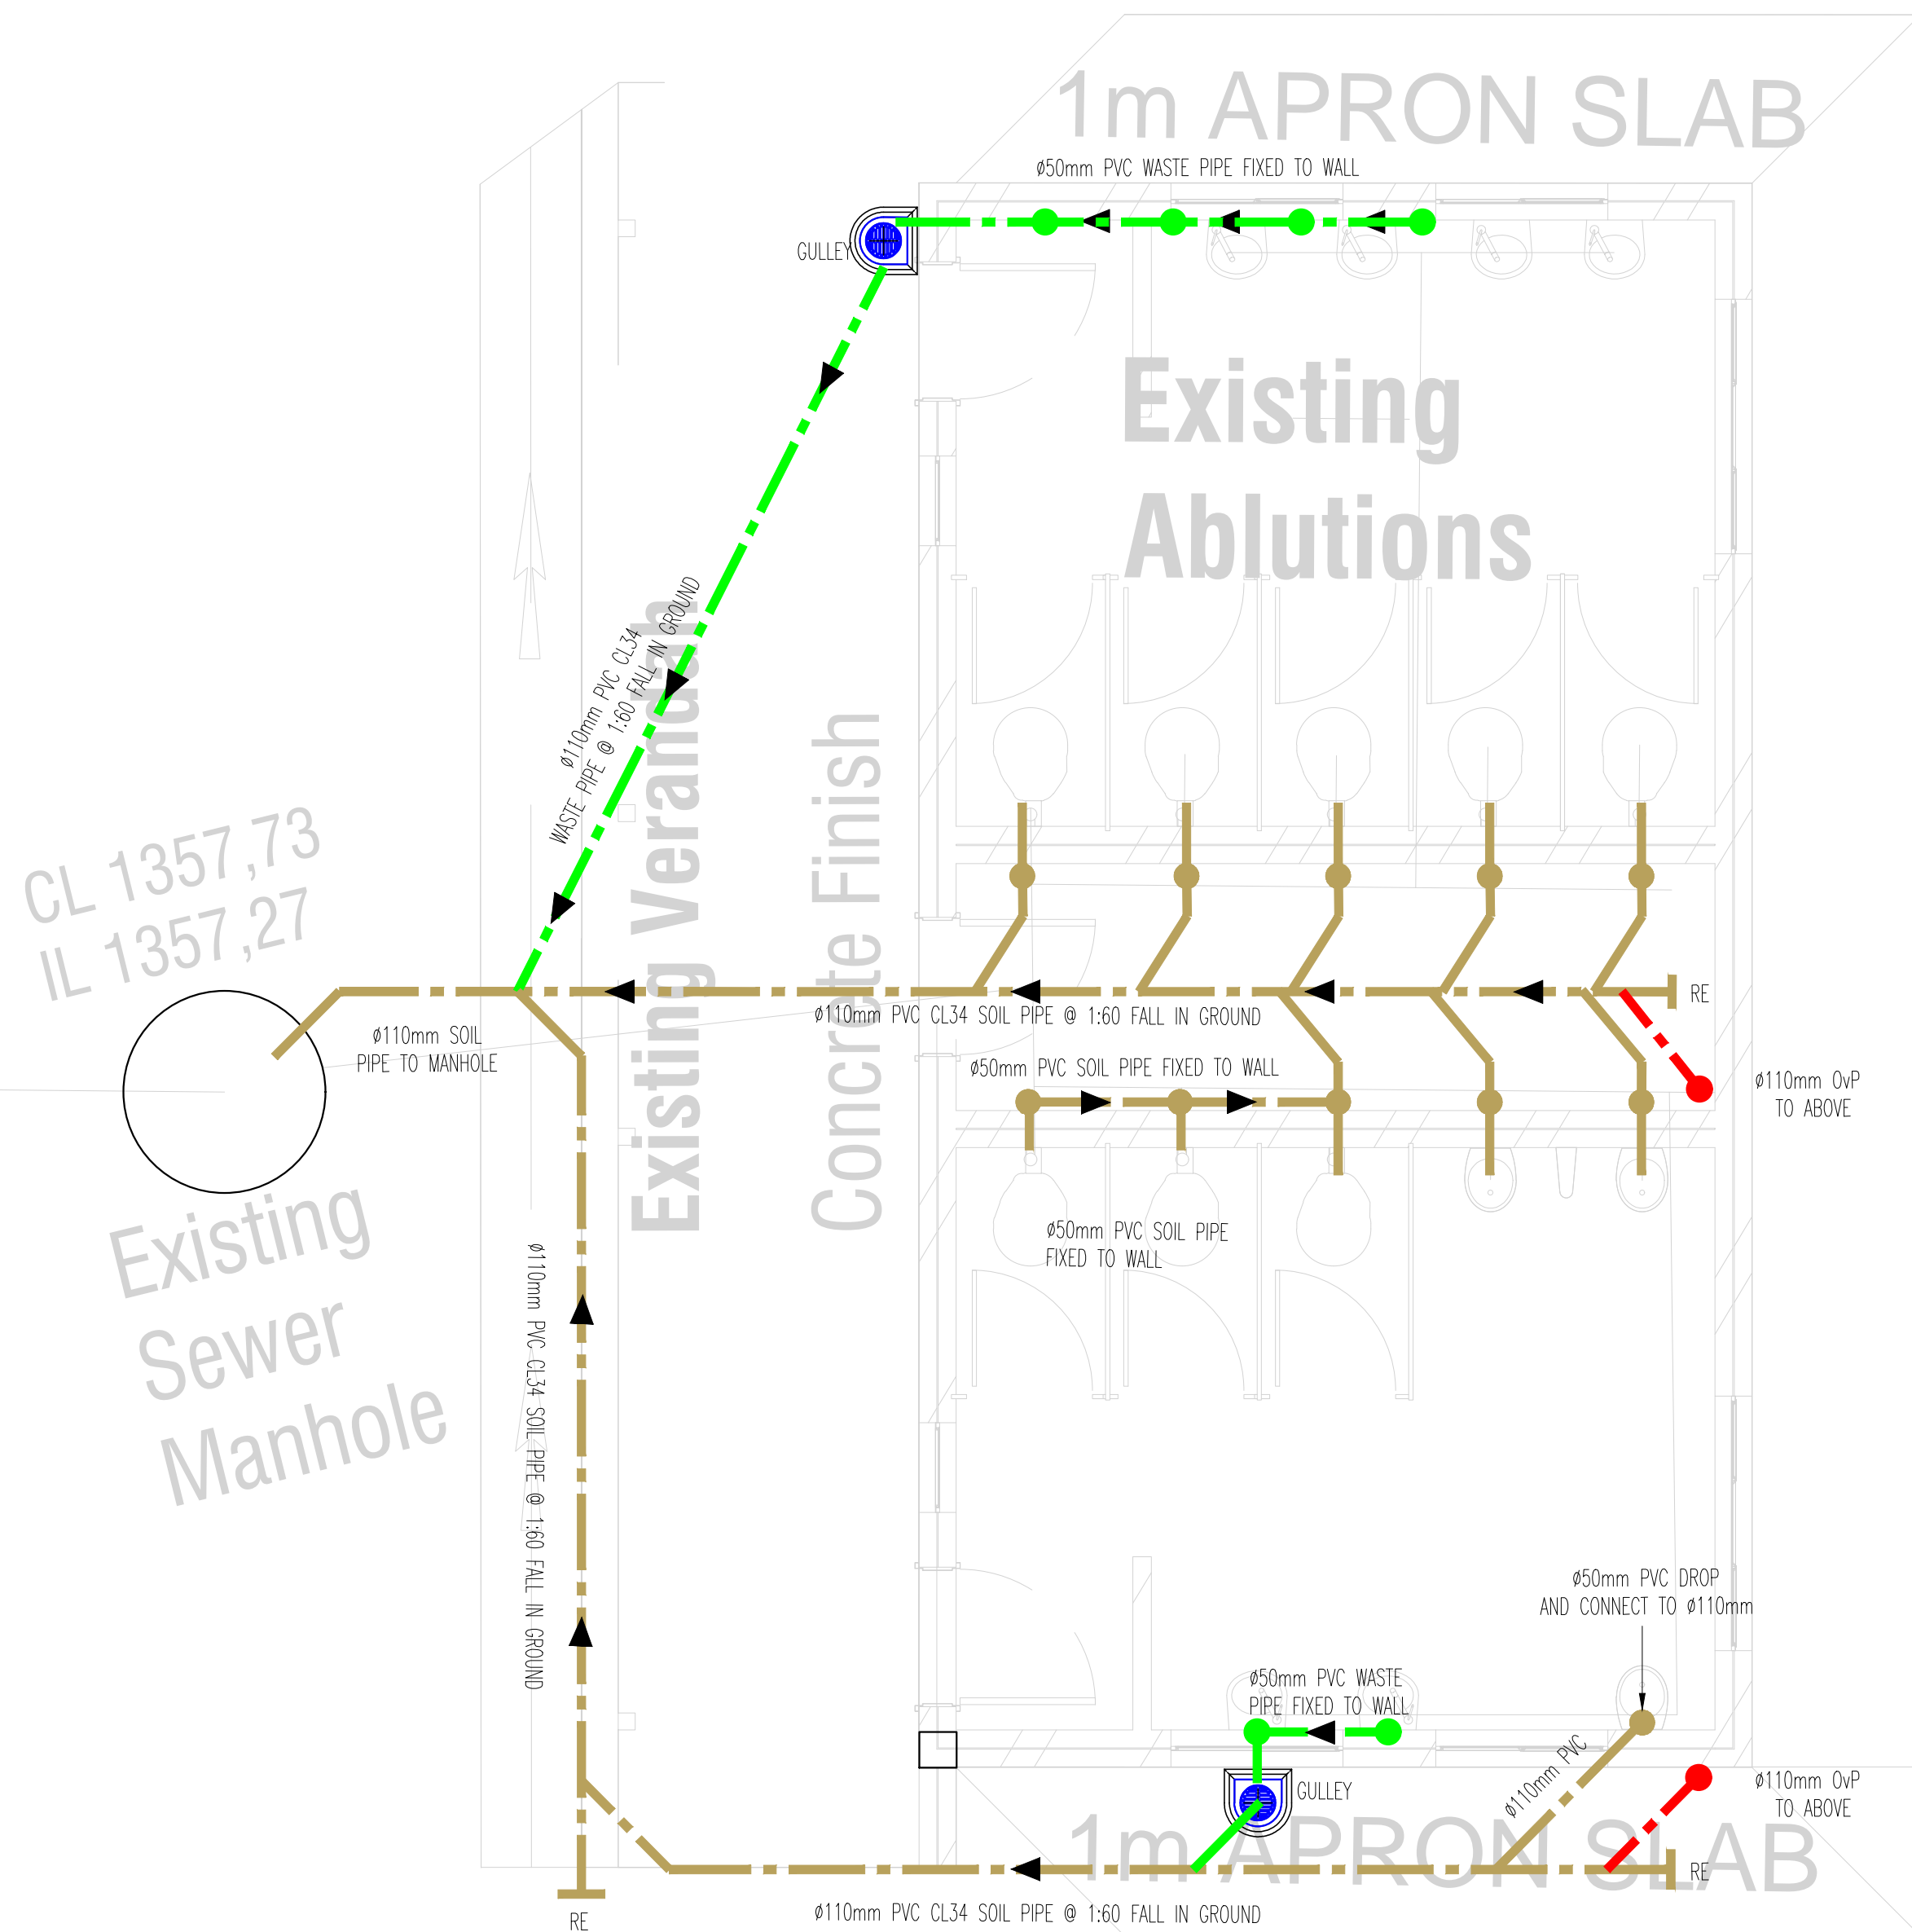 1m APRON SLAB
ø50mm PVC WASTE PIPE FIXED TO WALL
GULLEY
Existing
Ablutions
ø110mm PVC CL34
WASTE PIPE @ 1:60 FALL IN GROUND
Existing Verandah
Concrete Finish
CL 1357,73
IL 1357,27
RE
ø110mm PVC CL34 SOIL PIPE @ 1:60 FALL IN GROUND
ø110mm SOIL
PIPE TO MANHOLE
ø50mm PVC SOIL PIPE FIXED TO WALL
ø110mm OvP
TO ABOVE
Existing
Sewer
Manhole
ø50mm PVC SOIL PIPE
FIXED TO WALL
ø110mm PVC CL34 SOIL PIPE @ 1:60 FALL IN GROUND
ø50mm PVC DROP
AND CONNECT TO ø110mm
ø50mm PVC WASTE
PIPE FIXED TO WALL
ø110mm PVC
GULLEY
ø110mm OvP
TO ABOVE
1m APRON SLAB
RE
ø110mm PVC CL34 SOIL PIPE @ 1:60 FALL IN GROUND
RE